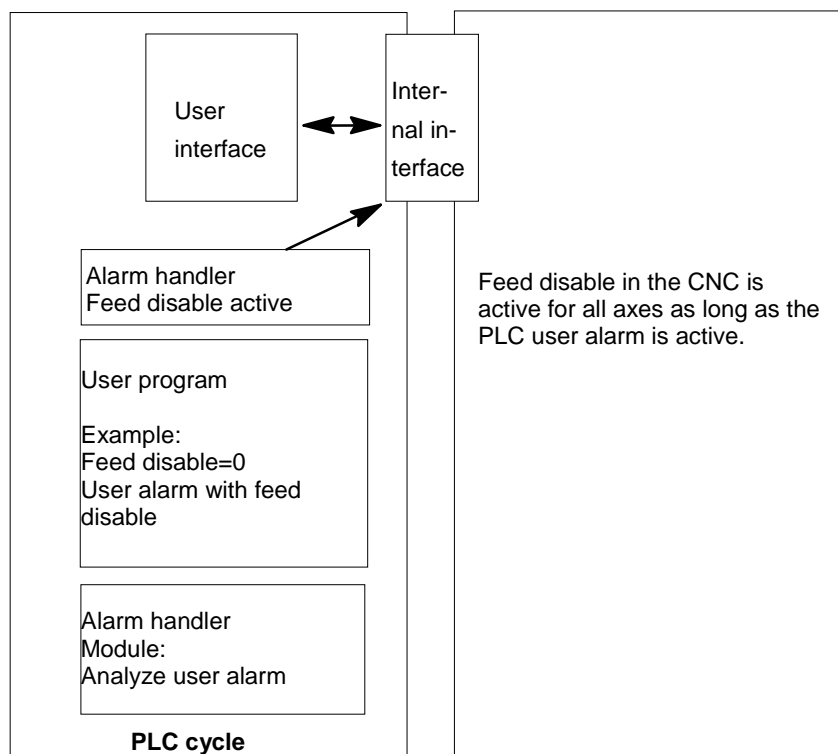 User
interface
Inter-
nal in-
terface
Alarm handler
Feed disable active
Feed disable in the CNC is
active for all axes as long as the
PLC user alarm is active.
User program
Example:
Feed disable=0
User alarm with feed
disable
Alarm handler
Module:
Analyze user alarm
PLC cycle